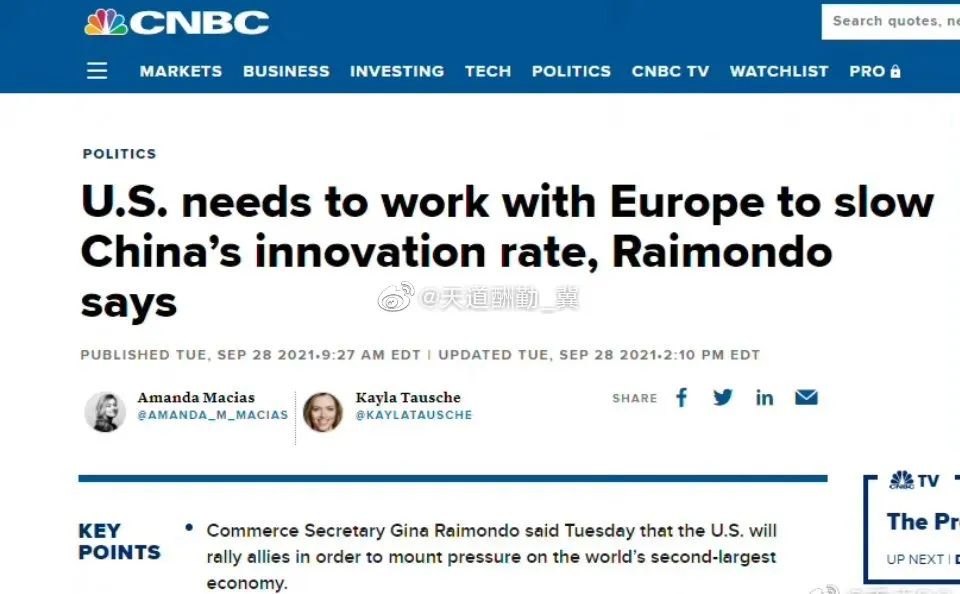 CNBC
Search quotes, ne
MARKETS BUSINESS INVESTING TECH POLITICS CNBC TV WATCHLIST PRO
POLITICS
U.S. needs to work with Europe to slow
China’s innovation rate, Raimondo
says
@天道酬勤_冀
PUBLISHED TUE, SEP 28 2021•9:27 AM EDT | UPDATED TUE, SEP 28 2021•2:10 PM EDT
Amanda Macias
@AMANDA_M_MACIAS
Kayla Tausche
@KAYLATAUSCHE
SHARE
CNBC TV
The Pr
UP NEXT |
KEY
POINTS
• Commerce Secretary Gina Raimondo said Tuesday that the U.S. will
rally allies in order to mount pressure on the world’s second-largest
economy.